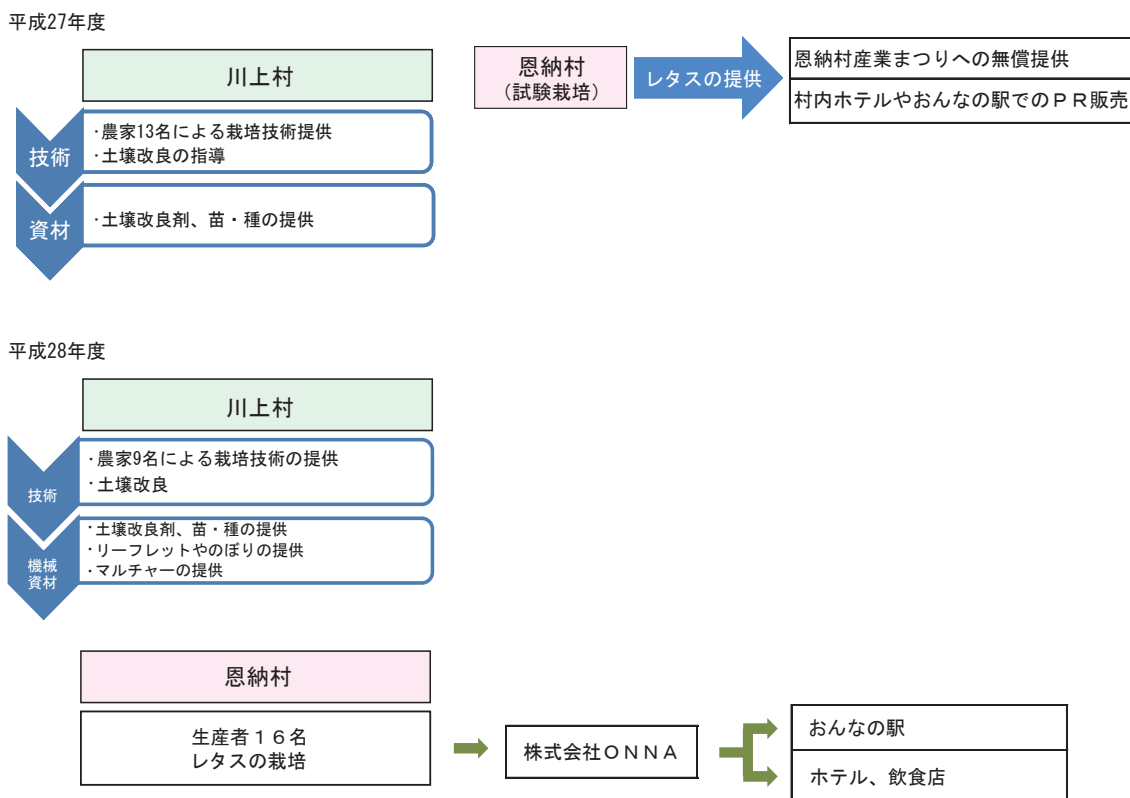 平成27年度
川上村
技術
・農家13名による栽培技術提供
・土壌改良の指導
資材
・土壌改良剤、苗・種の提供
恩納村
（試験栽培）
レタスの提供
恩納村産業まつりへの無償提供
村内ホテルやおんなの駅でのＰＲ販売
平成28年度
川上村
技術
・農家9名による栽培技術の提供
・土壌改良
機械
資材
・土壌改良剤、苗・種の提供
・リーフレットやのぼりの提供
・マルチャーの提供
恩納村
生産者１６名
レタスの栽培
株式会社ＯＮＮＡ
おんなの駅
ホテル、飲食店